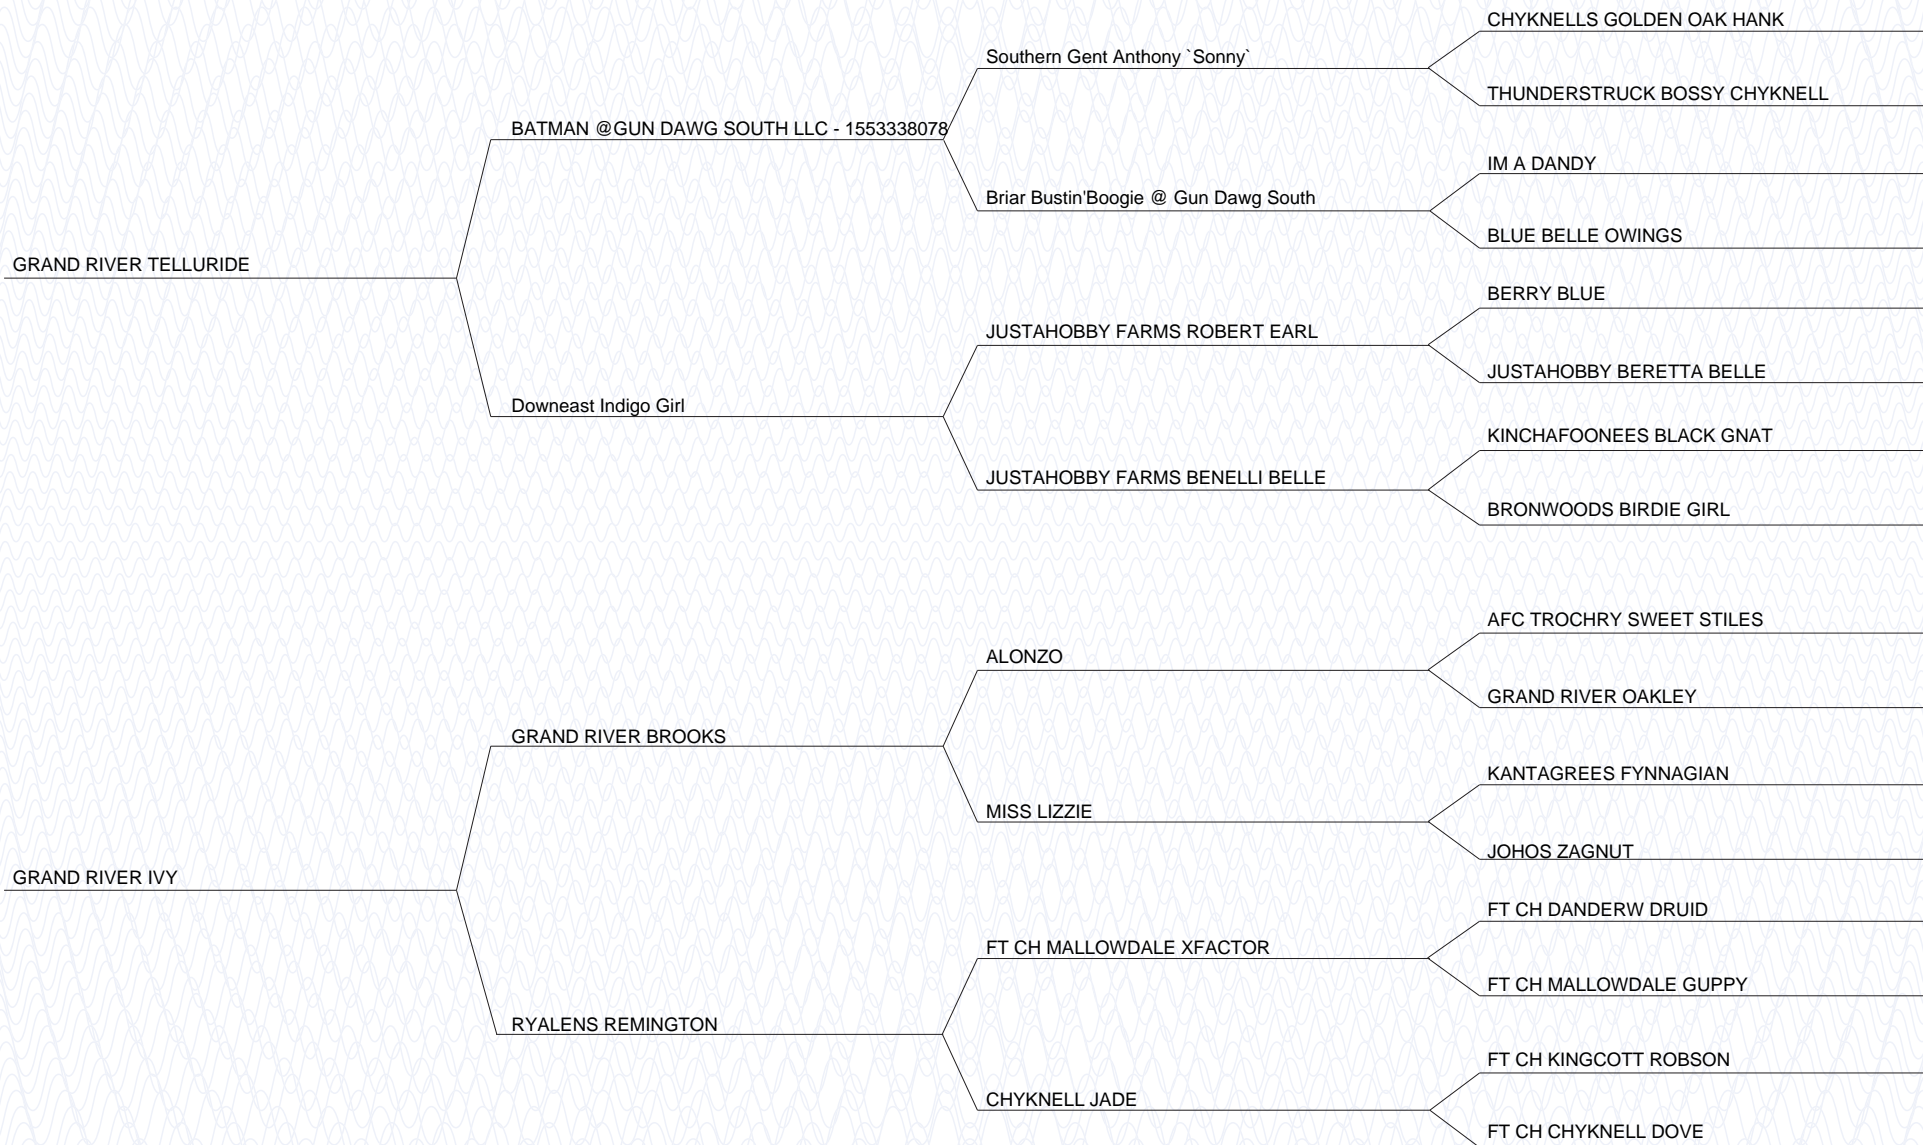 CHYKNELLS GOLDEN OAK HANK
Southern Gent Anthony `Sonny`
THUNDERSTRUCK BOSSY CHYKNELL
BATMAN @GUN DAWG SOUTH LLC - 1553338078
IM A DANDY
Briar Bustin'Boogie @ Gun Dawg South
BLUE BELLE OWINGS
GRAND RIVER TELLURIDE
BERRY BLUE
JUSTAHOBBY FARMS ROBERT EARL
JUSTAHOBBY BERETTA BELLE
Downeast Indigo Girl
KINCHAFOONEES BLACK GNAT
JUSTAHOBBY FARMS BENELLI BELLE
BRONWOODS BIRDIE GIRL
AFC TROCHRY SWEET STILES
ALONZO
GRAND RIVER OAKLEY
GRAND RIVER BROOKS
KANTAGREES FYNNAGIAN
MISS LIZZIE
JOHOS ZAGNUT
GRAND RIVER IVY
FT CH DANDERW DRUID
FT CH MALLOWDALE XFACTOR
FT CH MALLOWDALE GUPPY
RYALENS REMINGTON
FT CH KINGCOTT ROBSON
CHYKNELL JADE
FT CH CHYKNELL DOVE